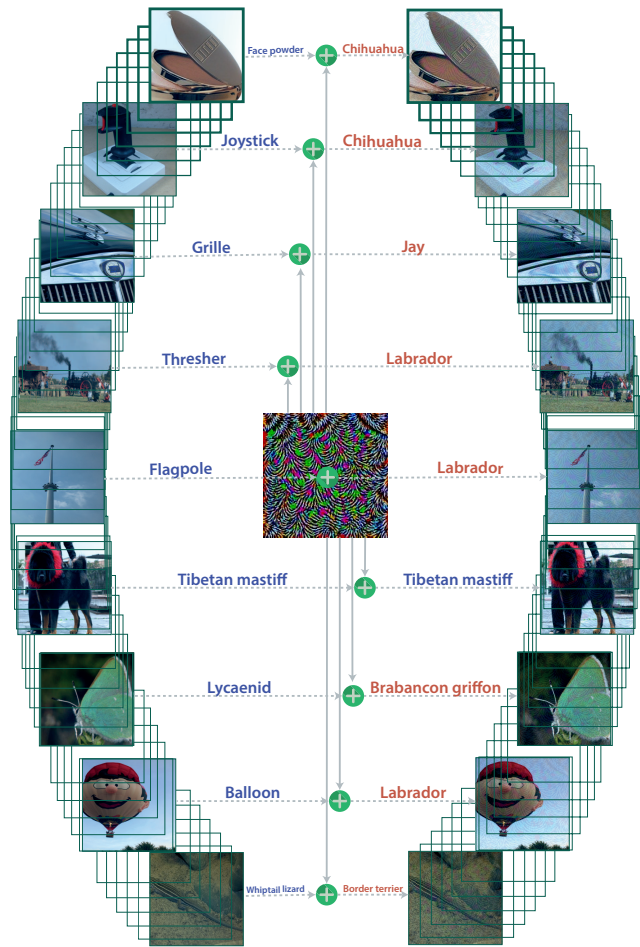 Face powder Chihuahua
Joystick Chihuahua
Grille Jay
Thresher Labrador
Flagpole Labrador
Tibetan mastiff Tibetan mastiff
Lycaenid Brabancon griffon
Balloon Labrador
Whiptail lizard Border terrier